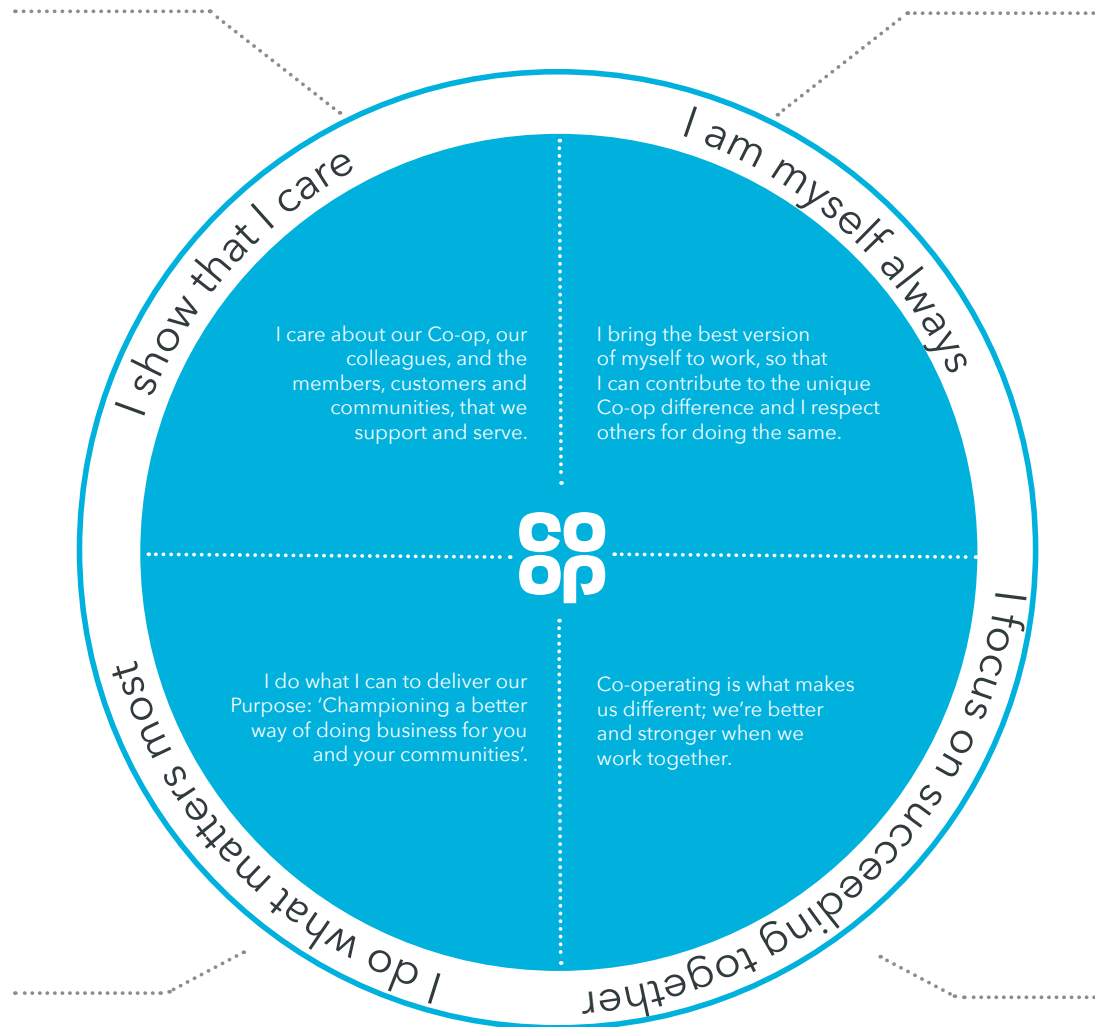 I show that I care
I care about our Co-op, our
colleagues, and the
members, customers and
communities, that we
support and serve.
I am myself always
I bring the best version
of myself to work, so that
I can contribute to the unique
Co-op difference and I respect
others for doing the same.
co
op
I do what matters most
I do what I can to deliver our
Purpose: ‘Championing a better
way of doing business for you
and your communities’.
I focus on succeeding together
Co-operating is what makes
us different; we’re better
and stronger when we
work together.